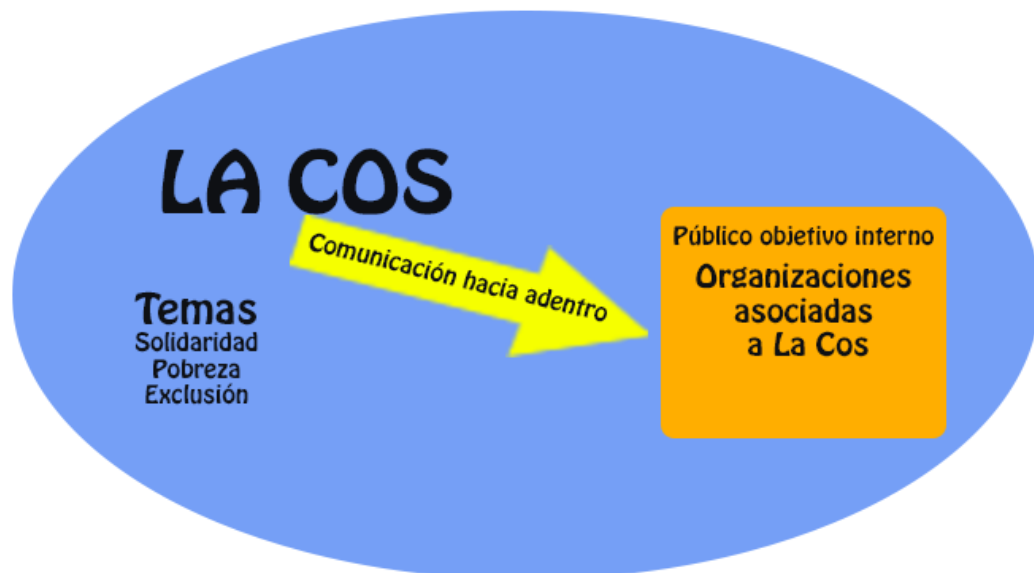 LA COS
Comunicación hacia adentro
Temas
Solidaridad
Pobreza
Exclusión
Público objetivo interno
Organizaciones
asociadas
a La Cos